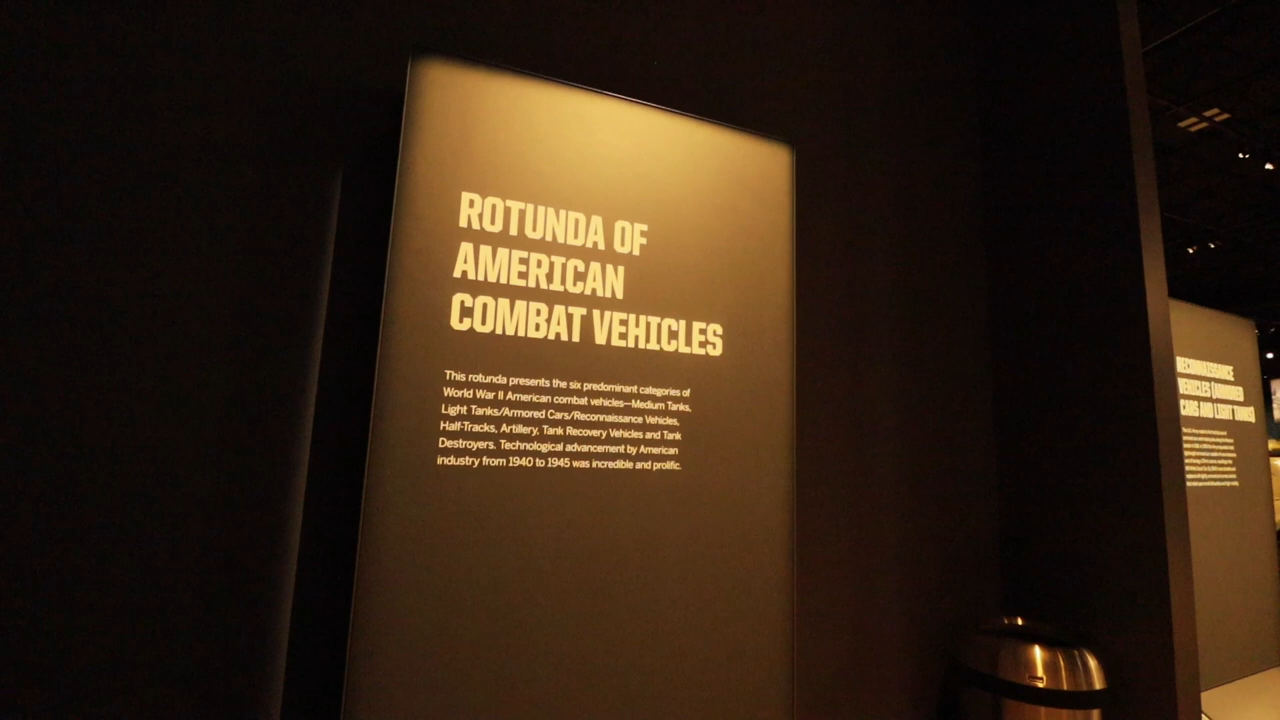 ROTUNDA OF
AMERICAN
COMBAT VEHICLES
This rotunda presents the six predominant categories of
World War II American combat vehicles—Medium Tanks,
Light Tanks/Armored Cars/Reconnaissance Vehicles,
Half-Tracks, Artillery, Tank Recovery Vehicles and Tank
Destroyers. Technological advancement by American
industry from 1940 to 1945 was incredible and prolific.
RECONNAISSANCE
VEHICLES (ARMORED
CARS AND LIGHT TANKS)